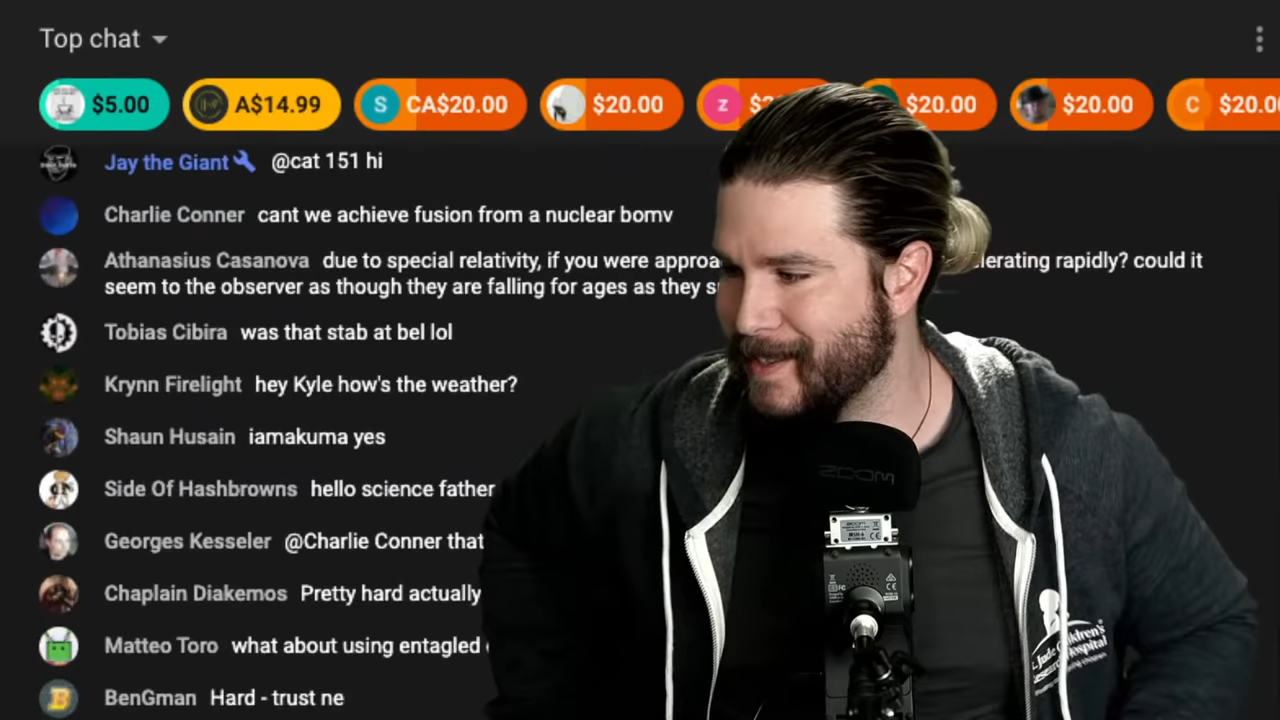 Top chat
$5.00 A$14.99 S CA$20.00 $20.00 z $20.00 $20.00 C $20.0
Jay the Giant @cat 151 hi
Charlie Conner cant we achieve fusion from a nuclear bomv
Athanasius Casanova due to special relativity, if you were rapidly? could it
seem to the observer as though they are falling for ages as they
Tobias Cibira was that stab at bel lol
Krynn Firelight hey Kyle how's the weather?
Shaun Husain iamakuma yes
Side Of Hashbrowns hello science father
Georges Kesseler @Charlie Conner that
Chaplain Diakemos Pretty hard actually
Matteo Toro what about using entagled
BenGman Hard - trust ne
zoom
Jude Children's
Research Hospital